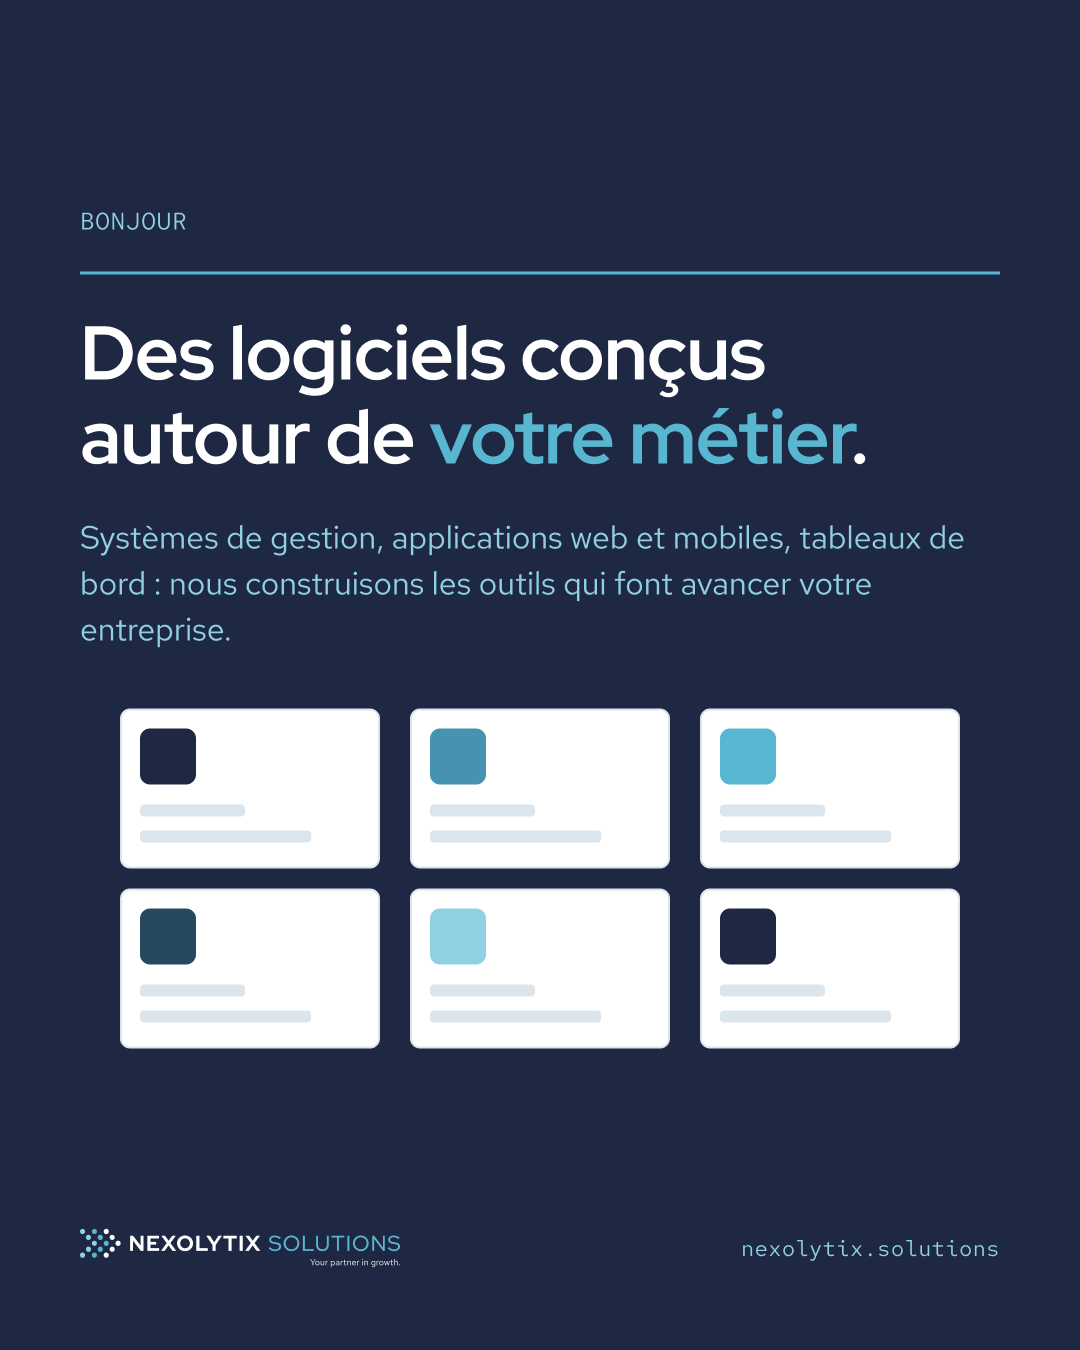 BONJOUR
Des logiciels conçus
autour de votre métier.
Systèmes de gestion, applications web et mobiles, tableaux de
bord : nous construisons les outils qui font avancer votre
entreprise.
NEXOLYTIX SOLUTIONS
Your partner in growth.
nexolytix.solutions